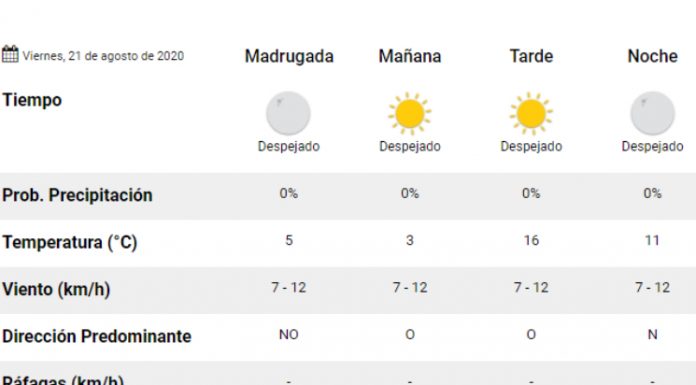 Viernes, 21 de agosto de 2020 Madrugada Mañana Tarde Noche
Tiempo
Despejado Despejado Despejado Despejado
Prob. Precipitación 0% 0% 0% 0%
Temperatura (°C) 5 3 16 11
Viento (km/h) 7 - 12 7 - 12 7 - 12 7 - 12
Dirección Predominante NO O O N
Ráfagas (km/h) - - - -